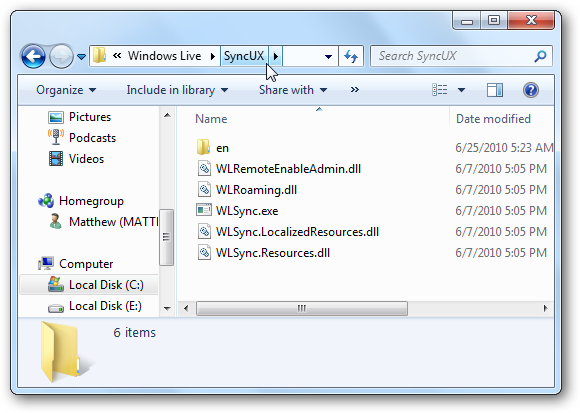 « Windows Live SyncUX Search SyncUX
Organize Include in library Share with »
Pictures
Podcasts
Videos
Homegroup
Matthew (MATT
Computer
Local Disk (C:)
Local Disk (E:)
Name Date modified
en 6/25/2010 5:23 AM
WLRemoteEnableAdmin.dll 6/7/2010 5:05 PM
WLRoaming.dll 6/7/2010 5:05 PM
WLSync.exe 6/7/2010 5:05 PM
WLSync.LocalizedResources.dll 6/7/2010 5:05 PM
WLSync.Resources.dll 6/7/2010 5:05 PM
6 items